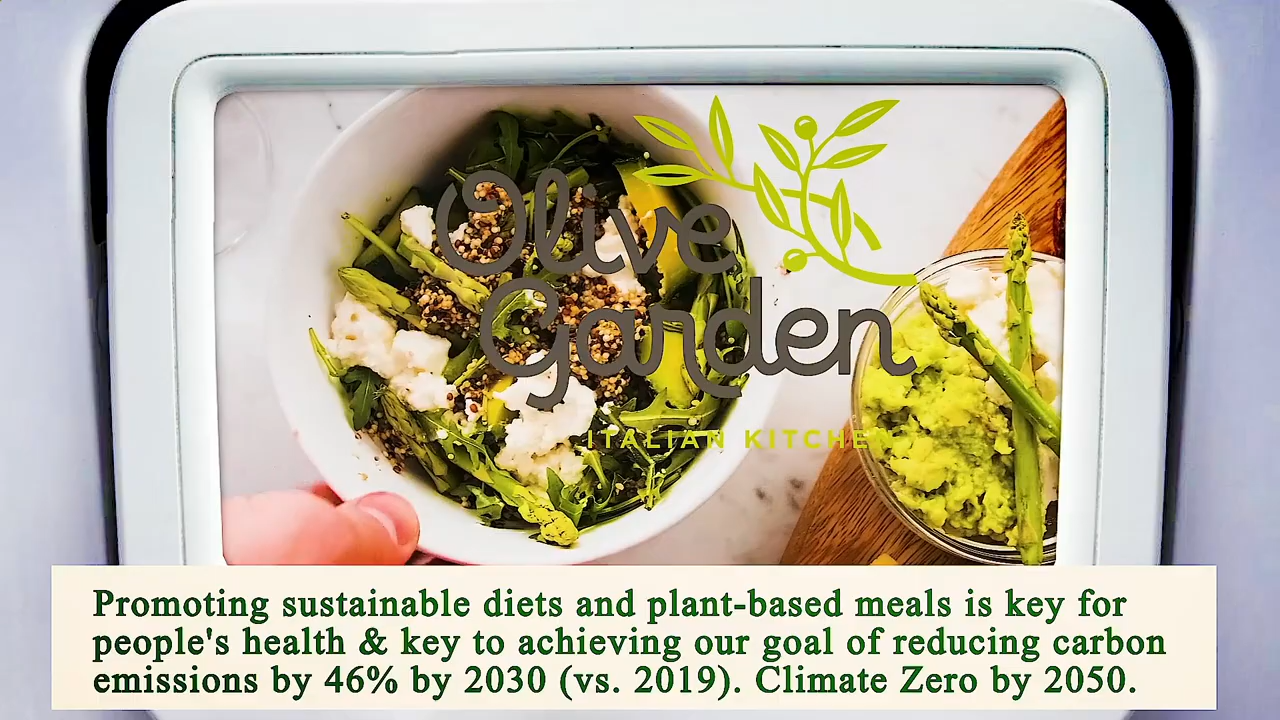 Olive
Garden
ITALIAN KITCHEN
Promoting sustainable diets and plant-based meals is key for
people's health & key to achieving our goal of reducing carbon
emissions by 46% by 2030 (vs. 2019). Climate Zero by 2050.